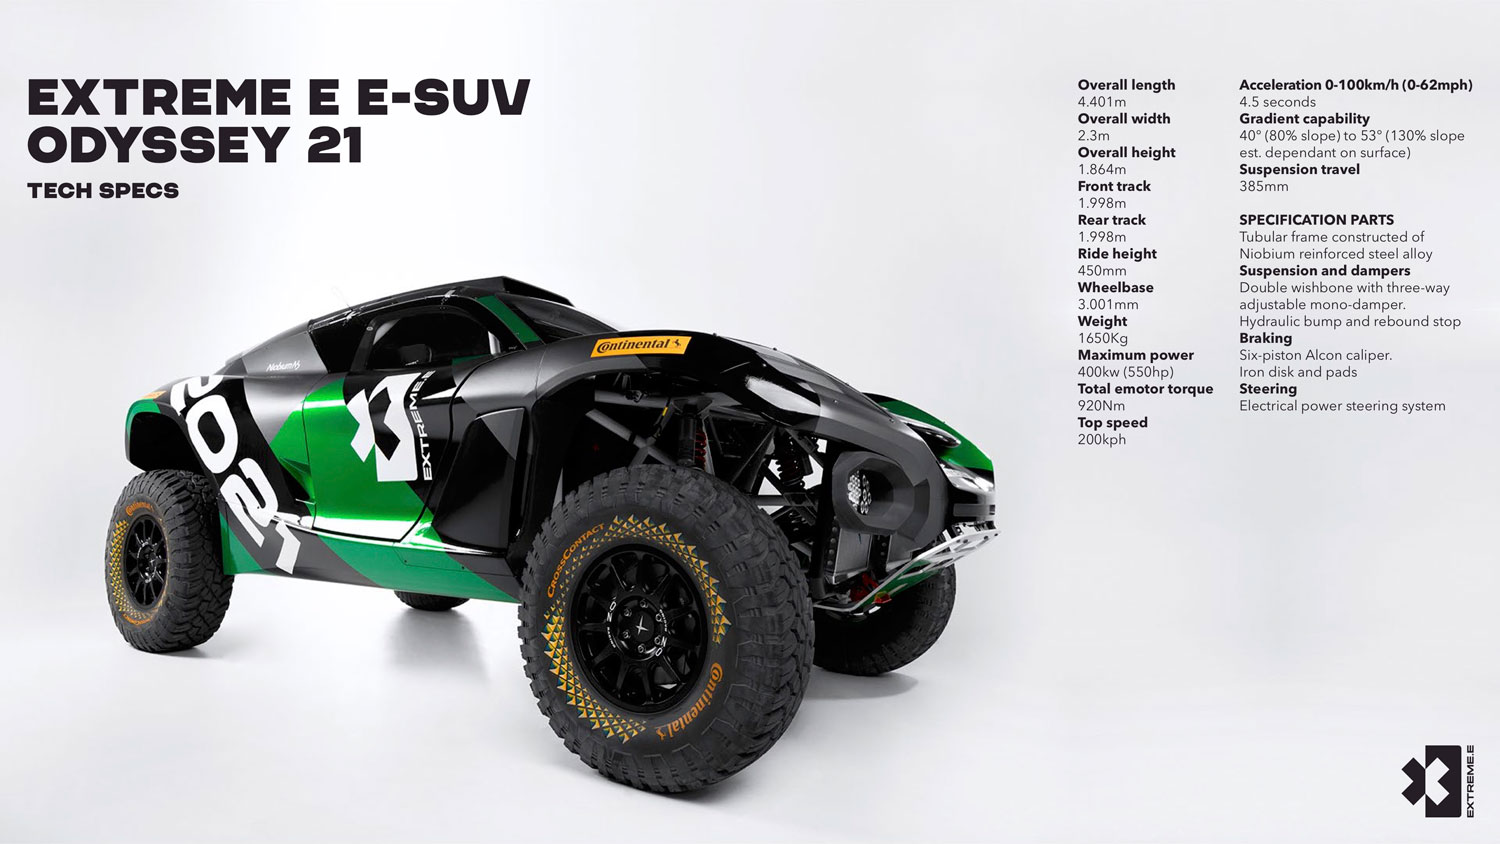 EXTREME E E-SUV
ODYSSEY 21
TECH SPECS
Overall length
4.401m
Overall width
2.3m
Overall height
1.864m
Front track
1.998m
Rear track
1.998m
Ride height
450mm
Wheelbase
3.001mm
Weight
1650Kg
Maximum power
400kw (550hp)
Total emotor torque
920Nm
Top speed
200kph
Acceleration 0-100km/h (0-62mph)
4.5 seconds
Gradient capability
40° (80% slope) to 53° (130% slope
est. dependant on surface)
Suspension travel
385mm
SPECIFICATION PARTS
Tubular frame constructed of
Niobium reinforced steel alloy
Suspension and dampers
Double wishbone with three-way
adjustable mono-damper.
Hydraulic bump and rebound stop
Braking
Six-piston Alcon caliper.
Iron disk and pads
Steering
Electrical power steering system
Continental
2021
EXTREME.E
Continental
CROSSCONTACT
Continental
EXTREME.E